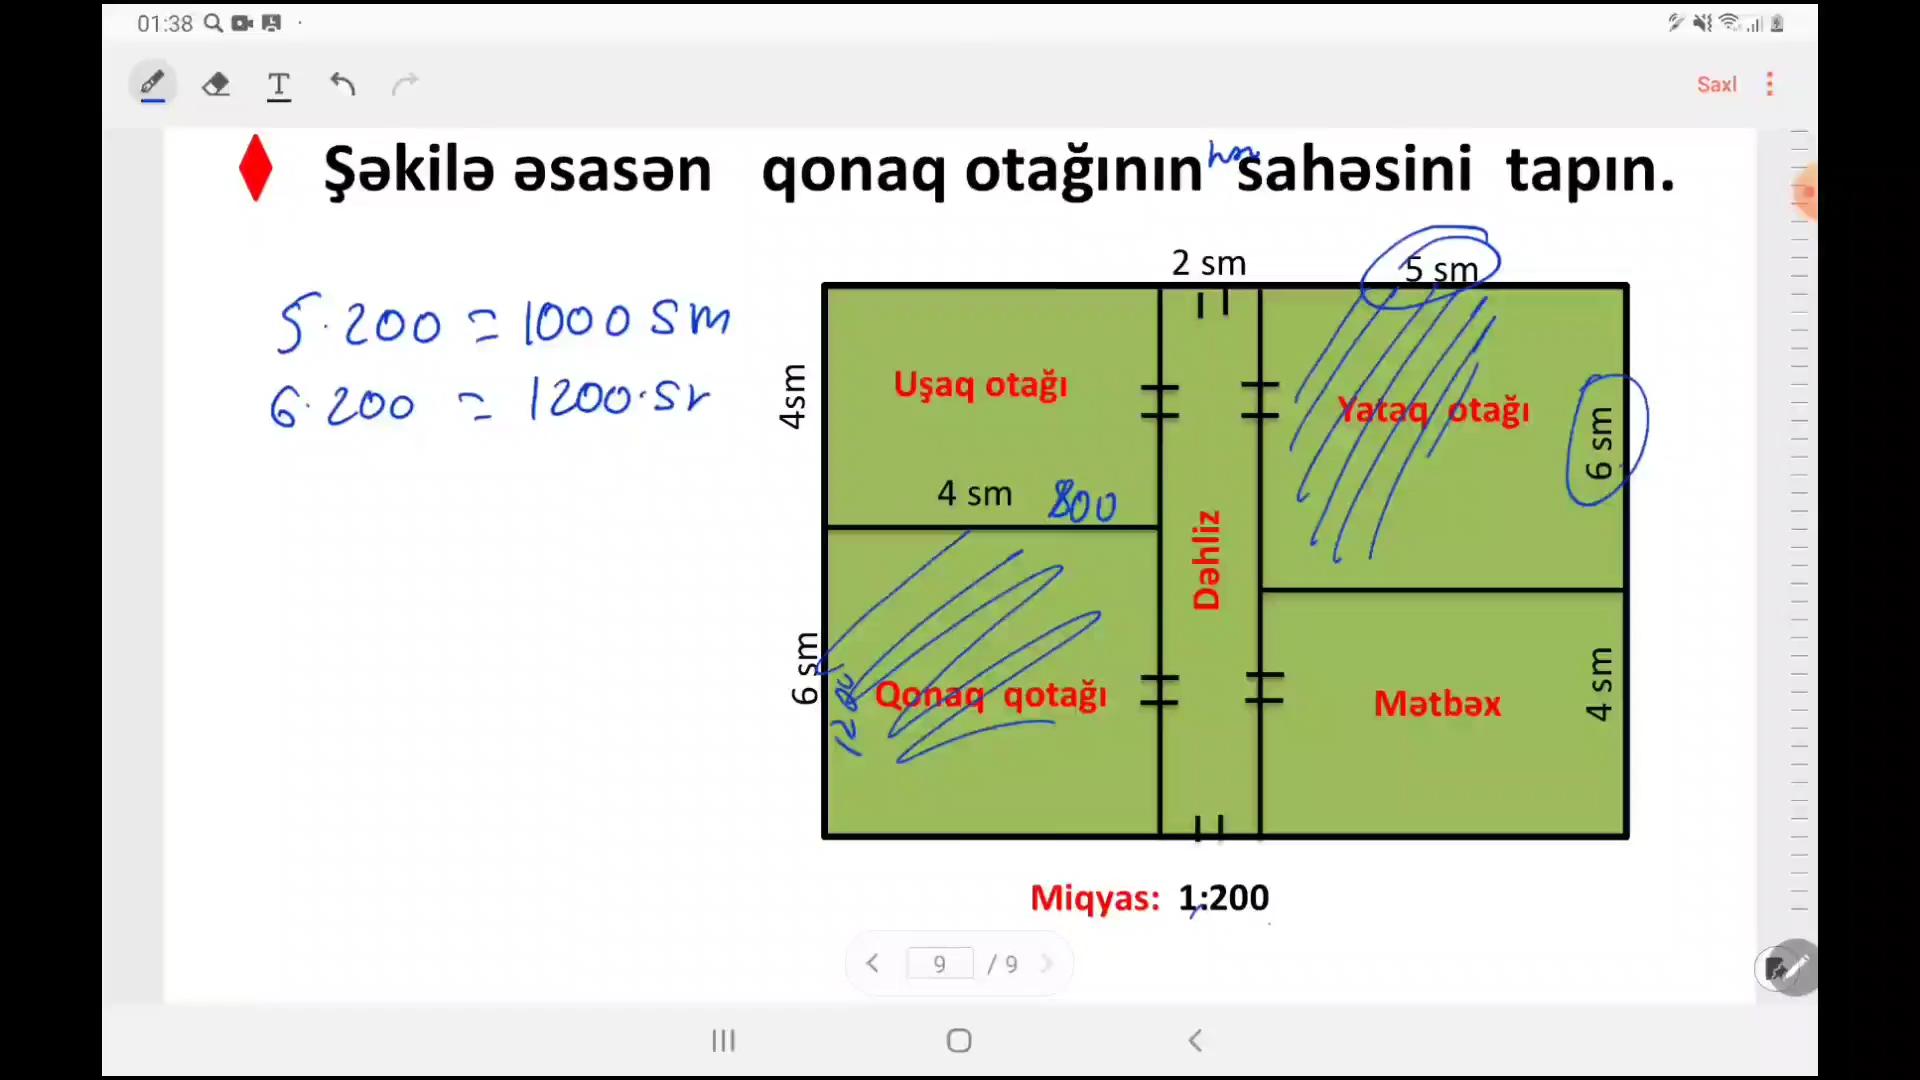 01:38
T
Saxl
Şəkilə əsasən qonaq otağının sahəsini tapın.
2 sm
5 sm
5·200 = 1000 sm
6·200 = 1200·sr
4sm
Uşaq otağı
Yataq otağı
6 sm
4 sm 800
Dəhliz
6 sm
1200
Qonaq qotağı
Mətbəx
4 sm
Miqyas: 1:200
9 / 9